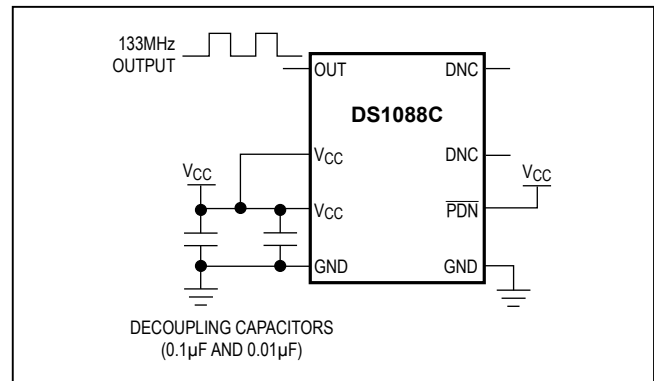 133MHz
OUTPUT
OUT
DNC
DS1088C
VCC
DNC
VCC
VCC
VCC
PDN
GND
GND
DECOUPLING CAPACITORS
(0.1µF AND 0.01µF)